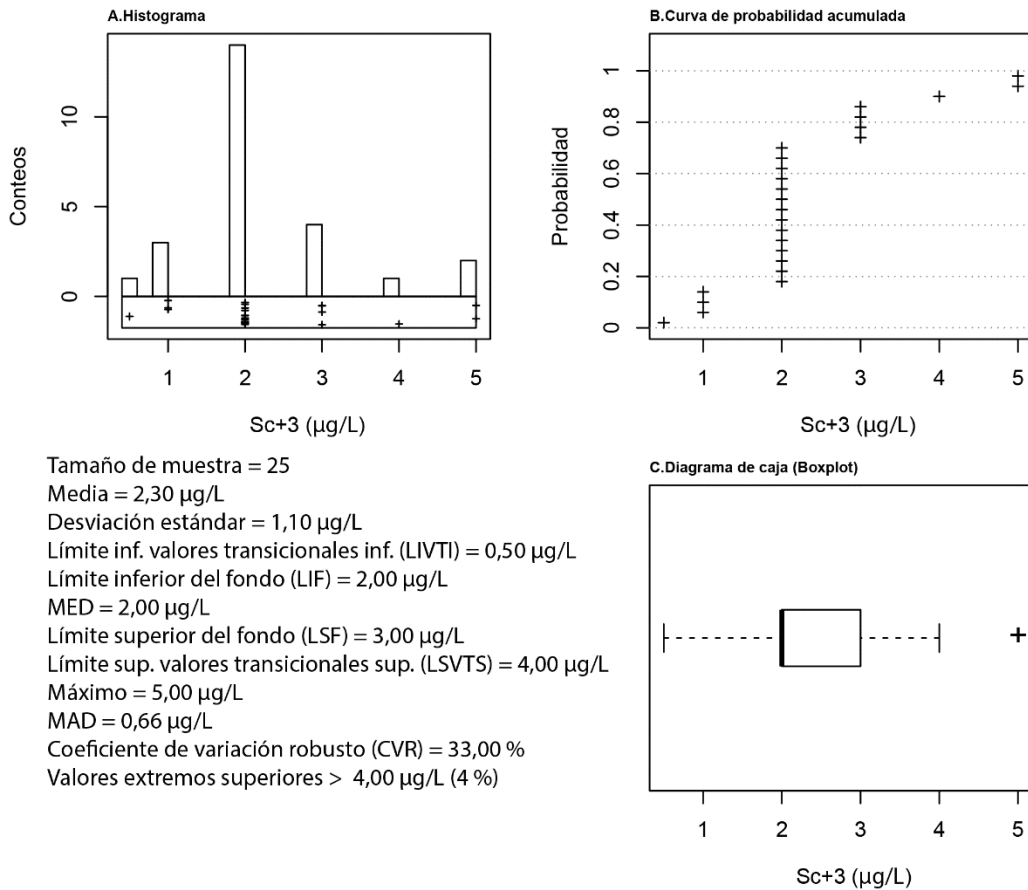 A.Histograma
Conteos
10
5
0
1 2 3 4 5
Sc+3 (µg/L)
B.Curva de probabilidad acumulada
Probabilidad
1
0.8
0.6
0.4
0.2
0
1 2 3 4 5
Sc+3 (µg/L)
Tamaño de muestra = 25
Media = 2,30 µg/L
Desviación estándar = 1,10 µg/L
Límite inf. valores transicionales inf. (LIVTI) = 0,50 µg/L
Límite inferior del fondo (LIF) = 2,00 µg/L
MED = 2,00 µg/L
Límite superior del fondo (LSF) = 3,00 µg/L
Límite sup. valores transicionales sup. (LSVTS) = 4,00 µg/L
Máximo = 5,00 µg/L
MAD = 0,66 µg/L
Coeficiente de variación robusto (CVR) = 33,00 %
Valores extremos superiores > 4,00 µg/L (4 %)
C.Diagrama de caja (Boxplot)
1 2 3 4 5
Sc+3 (µg/L)